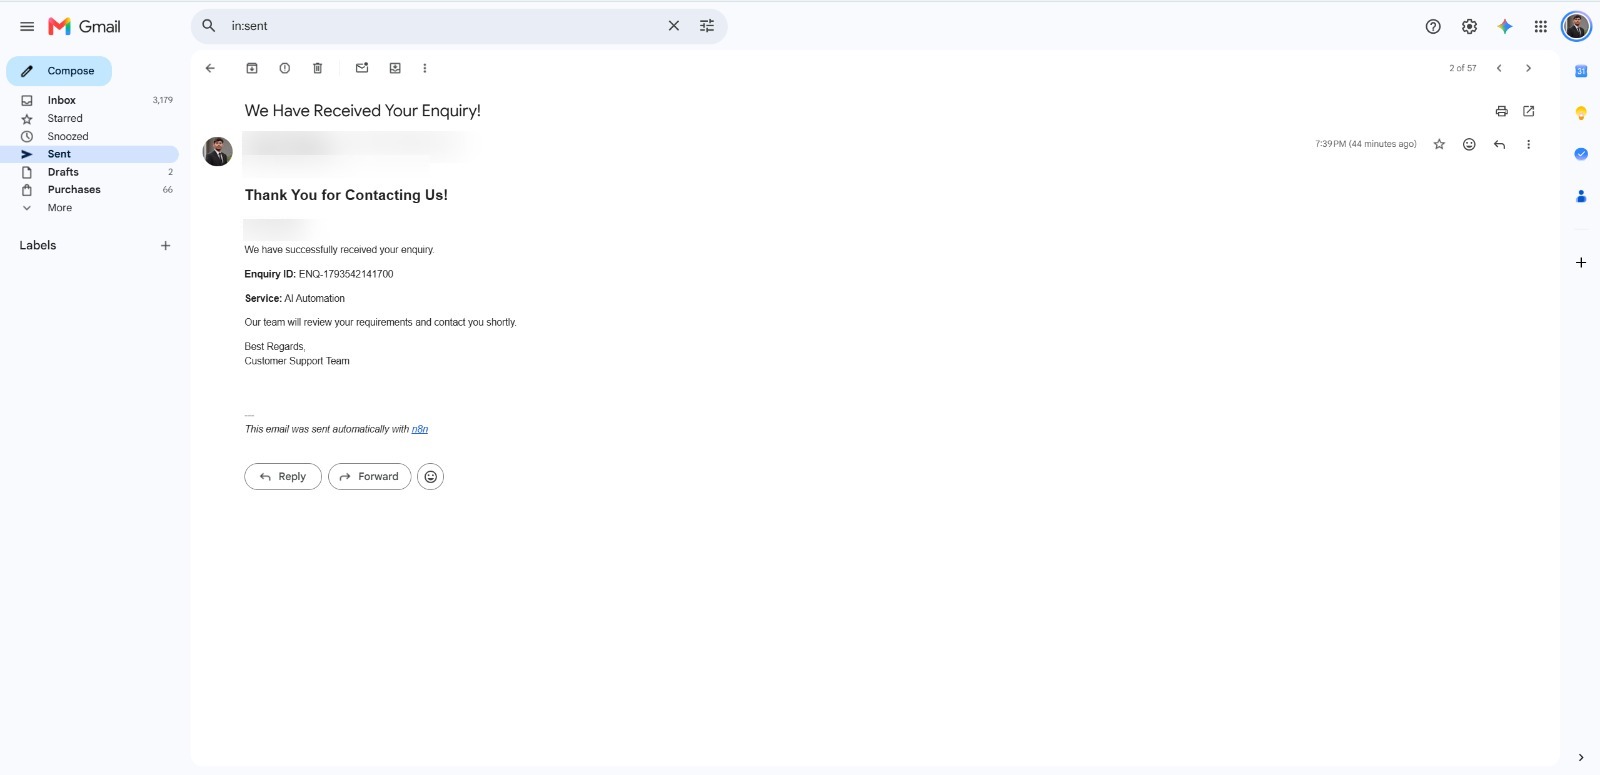 Gmail
in:sent
Compose
Inbox 3,179
Starred
Snoozed
Sent
Drafts 2
Purchases 66
More
Labels
2 of 57
We Have Received Your Enquiry!
7:39 PM (44 minutes ago)
Thank You for Contacting Us!
We have successfully received your enquiry.
Enquiry ID: ENQ-1793542141700
Service: AI Automation
Our team will review your requirements and contact you shortly.
Best Regards,
Customer Support Team
---
This email was sent automatically with n8n
Reply
Forward
31